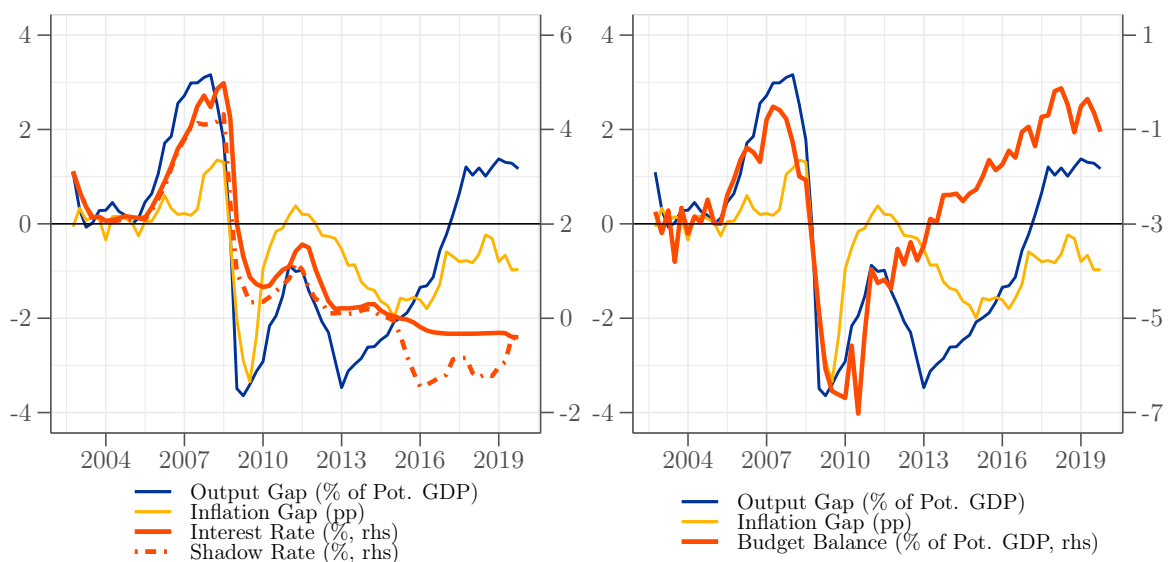 4
2
0
-2
-4
6
4
2
0
-2
2004 2007 2010 2013 2016 2019
Output Gap (% of Pot. GDP)
Inflation Gap (pp)
Interest Rate (%, rhs)
Shadow Rate (%, rhs)
4
2
0
-2
-4
1
-1
-3
-5
-7
2004 2007 2010 2013 2016 2019
Output Gap (% of Pot. GDP)
Inflation Gap (pp)
Budget Balance (% of Pot. GDP, rhs)